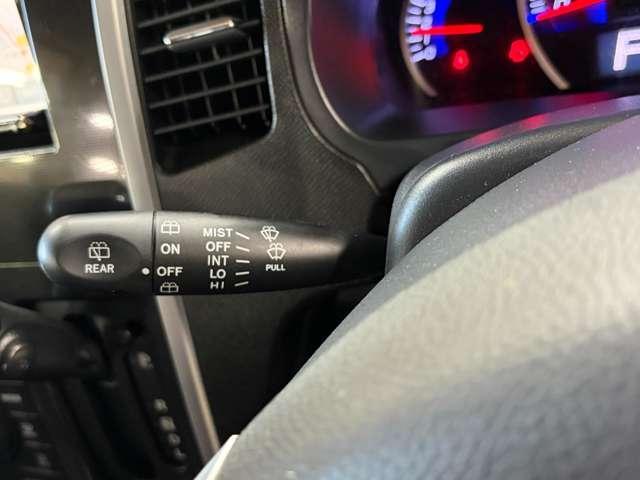 REAR
ON
OFF
MIST
OFF
INT
LO
HI
PULL